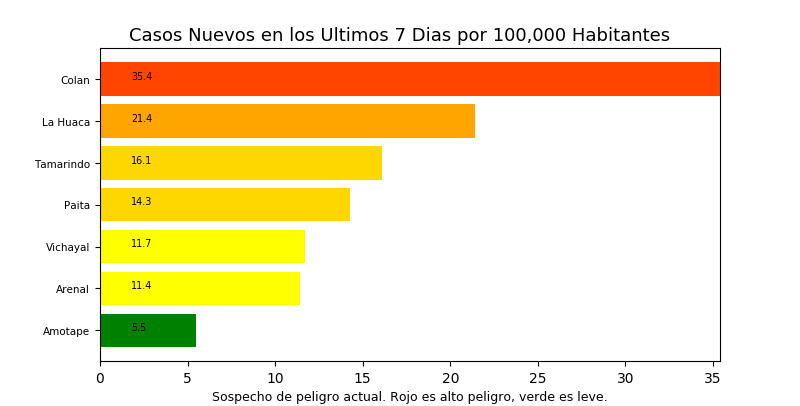 Casos Nuevos en los Ultimos 7 Dias por 100,000 Habitantes
Colan 35.4
La Huaca 21.4
Tamarindo 16.1
Paita 14.3
Vichayal 11.7
Arenal 11.4
Amotape 5.5
0 5 10 15 20 25 30 35
Sospecho de peligro actual. Rojo es alto peligro, verde es leve.